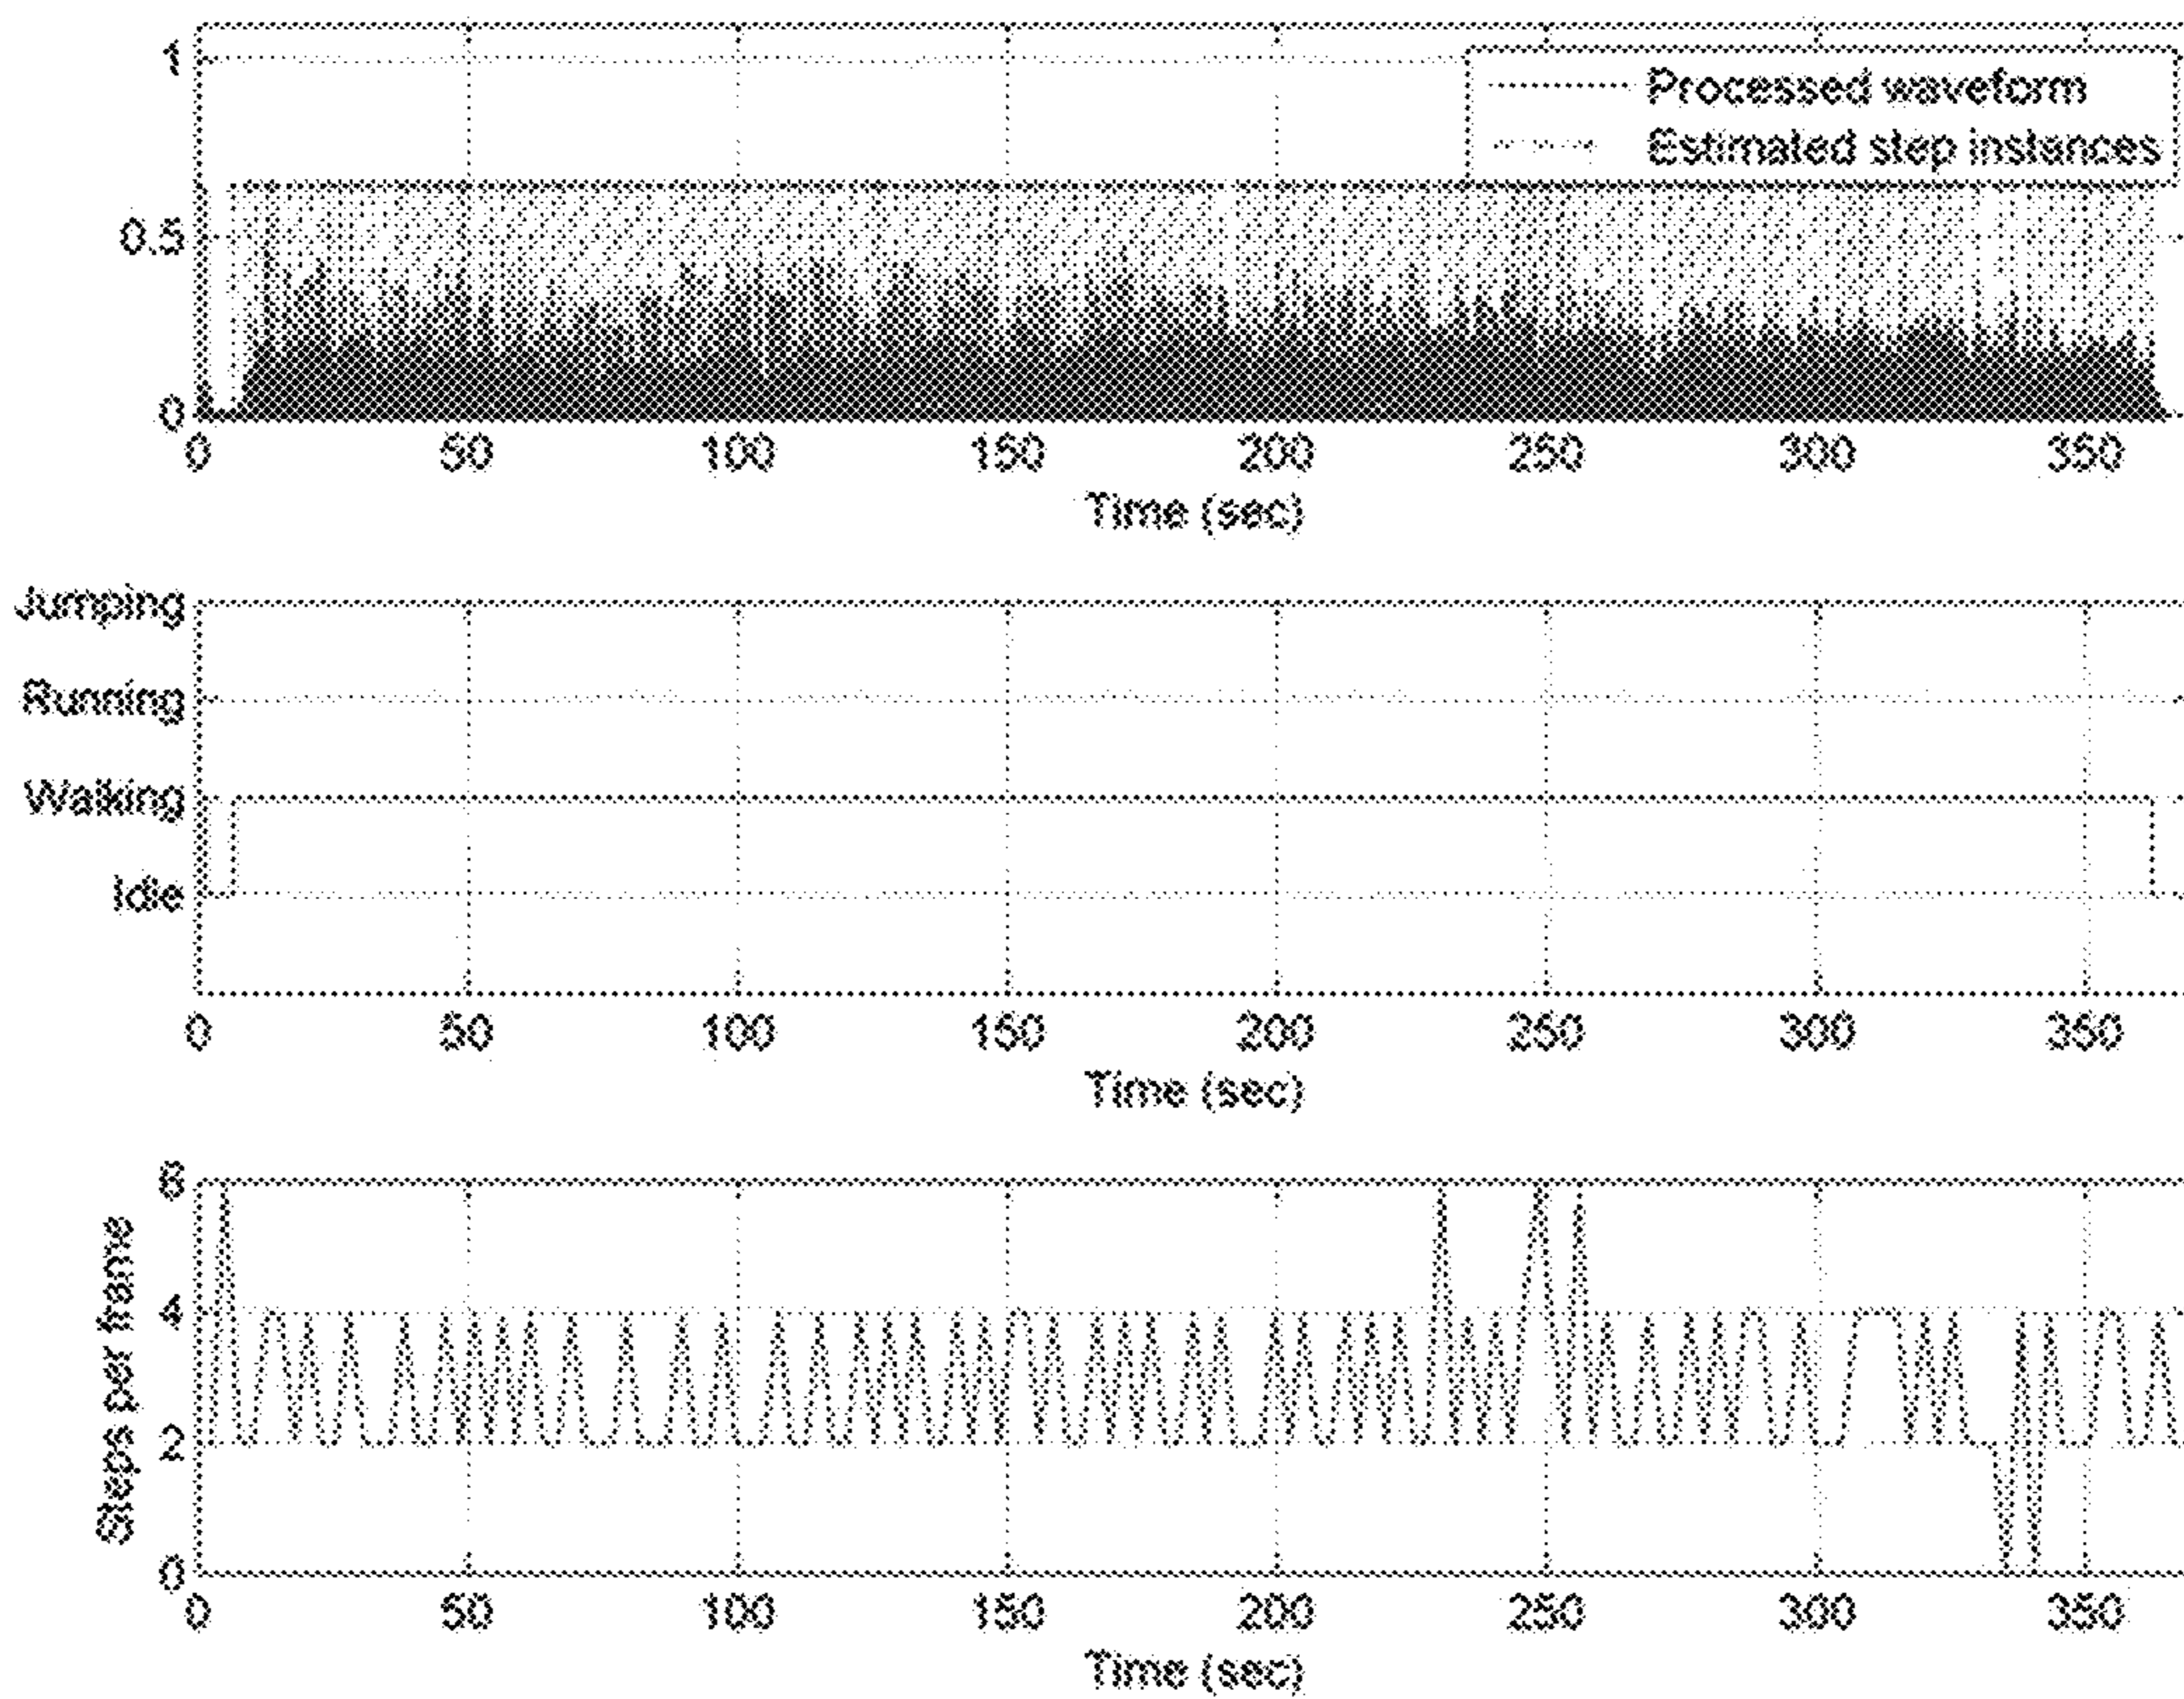 1
Processed waveform
Estimated step instances
0.5
0
0 50 100 150 200 250 300 350
Time (sec)
Jumping
Running
Walking
Idle
0 50 100 150 200 250 300 350
Time (sec)
6
4
2
0
Steps per frame
0 50 100 150 200 250 300 350
Time (sec)